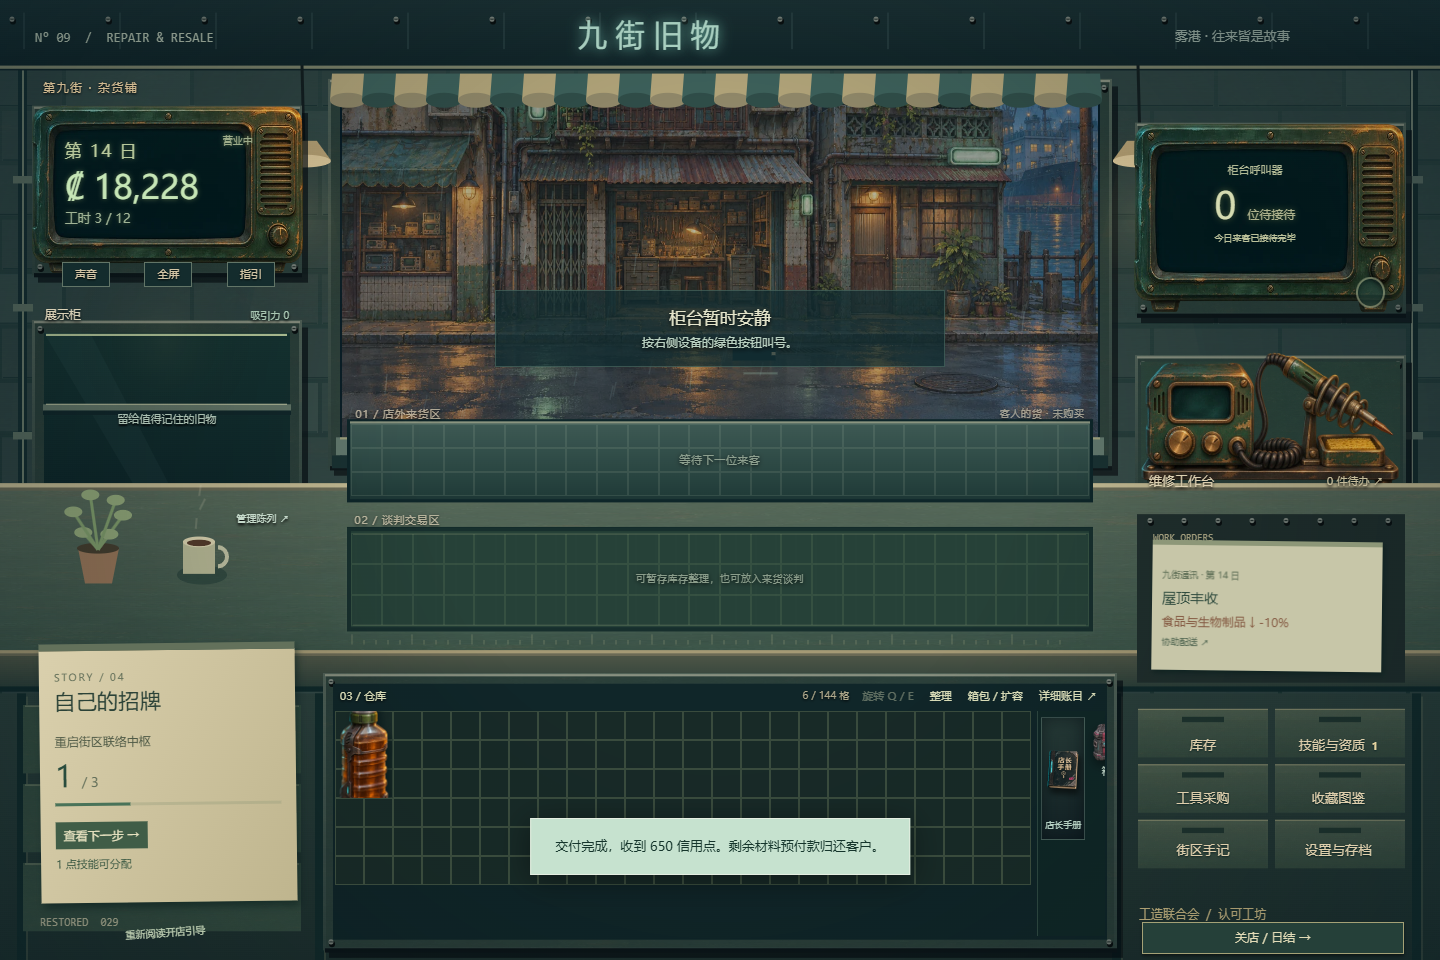 N° 09 / REPAIR & RESALE
九街旧物
雾港 · 往来皆是故事
第九街 · 杂货铺
营业中
第 14 日
₡ 18,228
工时 3 / 12
声音
全屏
指引
柜台呼叫器
0 位待接待
今日来客已接待完毕
展示柜
吸引力 0
留给值得记住的旧物
柜台暂时安静
按右侧设备的绿色按钮叫号。
01 / 店外来货区
客人的货 · 未购买
等待下一位来客
维修工作台
0 件待办 ↗
管理陈列 ↗
02 / 谈判交易区
可暂存库存整理，也可放入来货谈判
WORK ORDERS
九街通讯 · 第 14 日
屋顶丰收
食品与生物制品 ↓ -10%
协助配送 ↗
STORY / 04
自己的招牌
重启街区联络中枢
1 / 3
查看下一步 →
1 点技能可分配
RESTORED 029
重新阅读开店引导
03 / 仓库
6 / 144 格
旋转 Q / E
整理
箱包 / 扩容
详细账目 ↗
店长手册
店长手册
交付完成，收到 650 信用点。剩余材料预付款归还客户。
库存
技能与资质 1
工具采购
收藏图鉴
街区手记
设置与存档
工造联合会 / 认可工坊
关店 / 日结 →